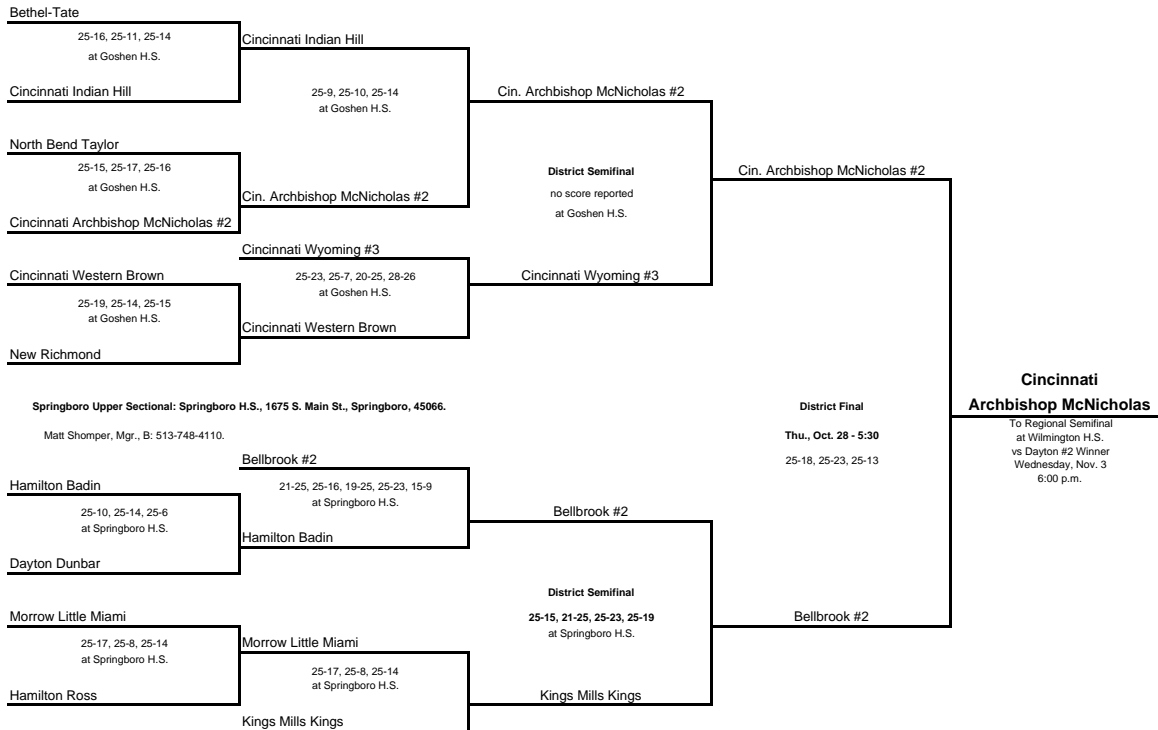 Bethel-Tate
25-16, 25-11, 25-14
at Goshen H.S.
Cincinnati Indian Hill
Cincinnati Indian Hill
25-9, 25-10, 25-14
at Goshen H.S.
Cin. Archbishop McNicholas #2
North Bend Taylor
25-15, 25-17, 25-16
at Goshen H.S.
Cin. Archbishop McNicholas #2
Cincinnati Archbishop McNicholas #2
District Semifinal
no score reported
at Goshen H.S.
Cin. Archbishop McNicholas #2
Cincinnati Wyoming #3
Cincinnati Western Brown
25-23, 25-7, 20-25, 28-26
at Goshen H.S.
Cincinnati Wyoming #3
25-19, 25-14, 25-15
at Goshen H.S.
Cincinnati Western Brown
New Richmond
Springboro Upper Sectional: Springboro H.S., 1675 S. Main St., Springboro, 45066.
Matt Shomper, Mgr., B: 513-748-4110.
District Final
Thu., Oct. 28 - 5:30
25-18, 25-23, 25-13
Cincinnati
Archbishop McNicholas
To Regional Semifinal
at Wilmington H.S.
vs Dayton #2 Winner
Wednesday, Nov. 3
6:00 p.m.
Bellbrook #2
Hamilton Badin
21-25, 25-16, 19-25, 25-23, 15-9
at Springboro H.S.
25-10, 25-14, 25-6
at Springboro H.S.
Bellbrook #2
Hamilton Badin
Dayton Dunbar
District Semifinal
25-15, 21-25, 25-23, 25-19
at Springboro H.S.
Bellbrook #2
Morrow Little Miami
25-17, 25-8, 25-14
at Springboro H.S.
Morrow Little Miami
25-17, 25-8, 25-14
at Springboro H.S.
Hamilton Ross
Kings Mills Kings
Kings Mills Kings